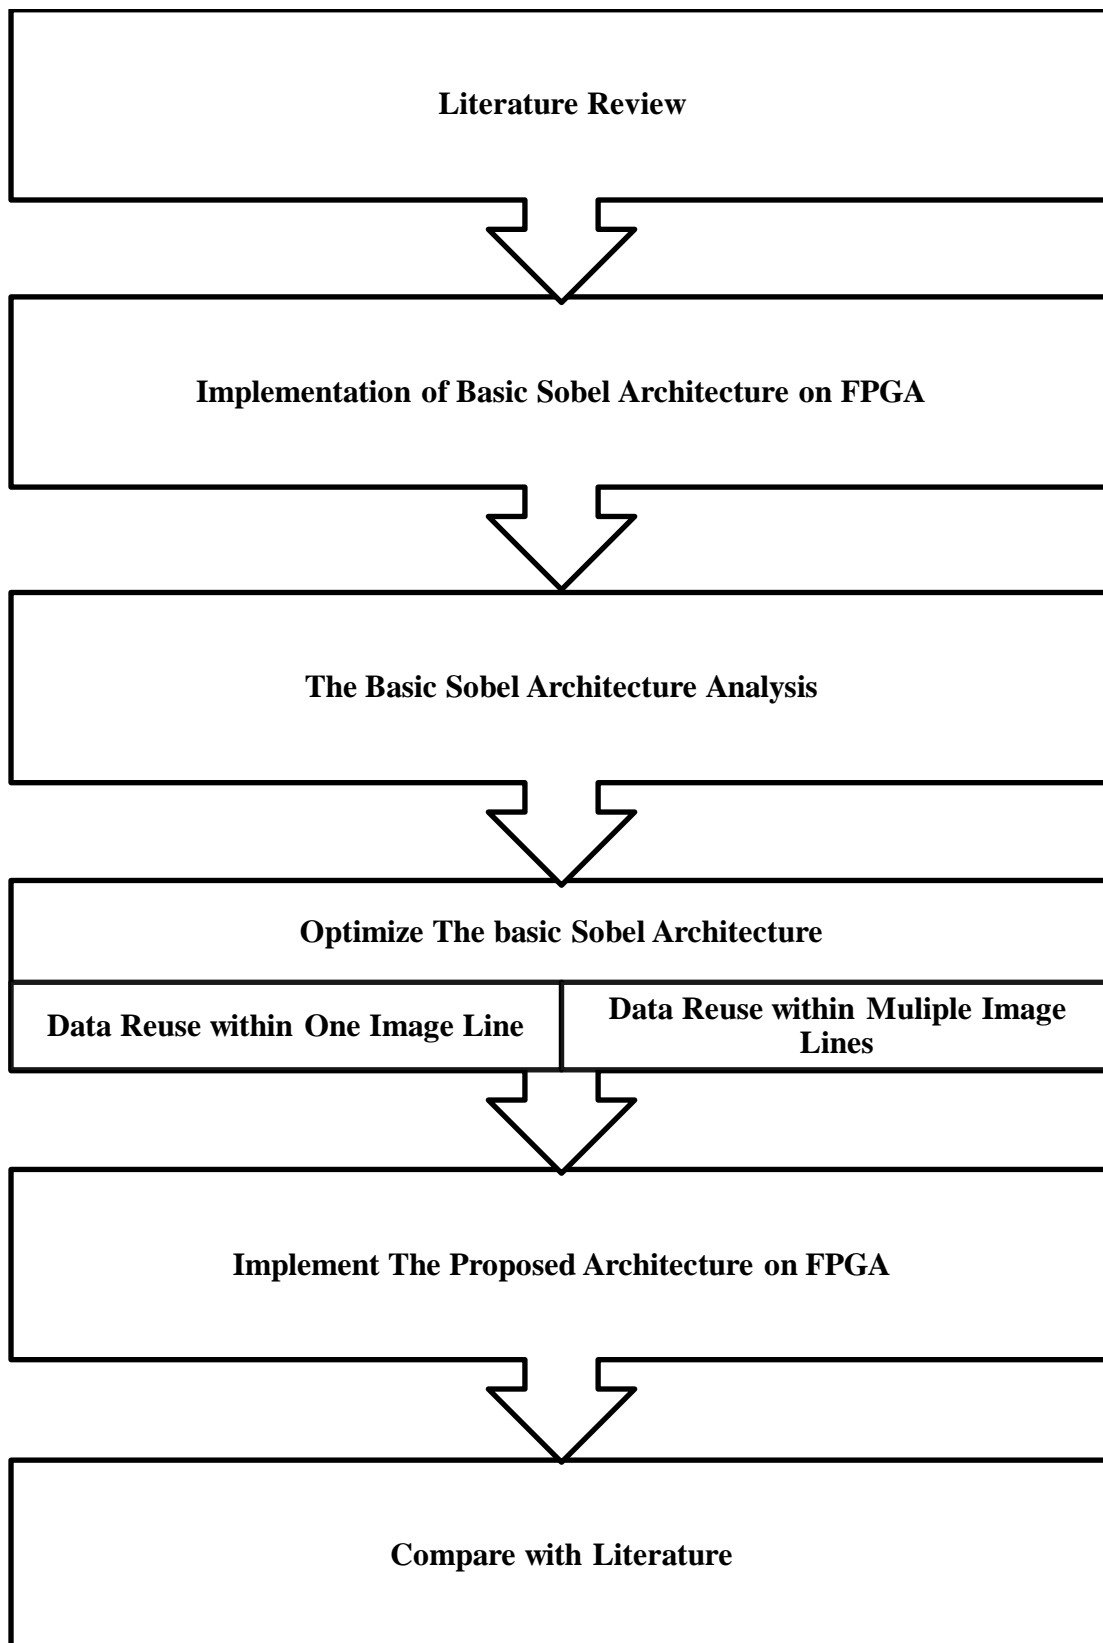 Literature Review
Implementation of Basic Sobel Architecture on FPGA
The Basic Sobel Architecture Analysis
Optimize The basic Sobel Architecture
Data Reuse within One Image Line
Data Reuse within Muliple Image
Lines
Implement The Proposed Architecture on FPGA
Compare with Literature